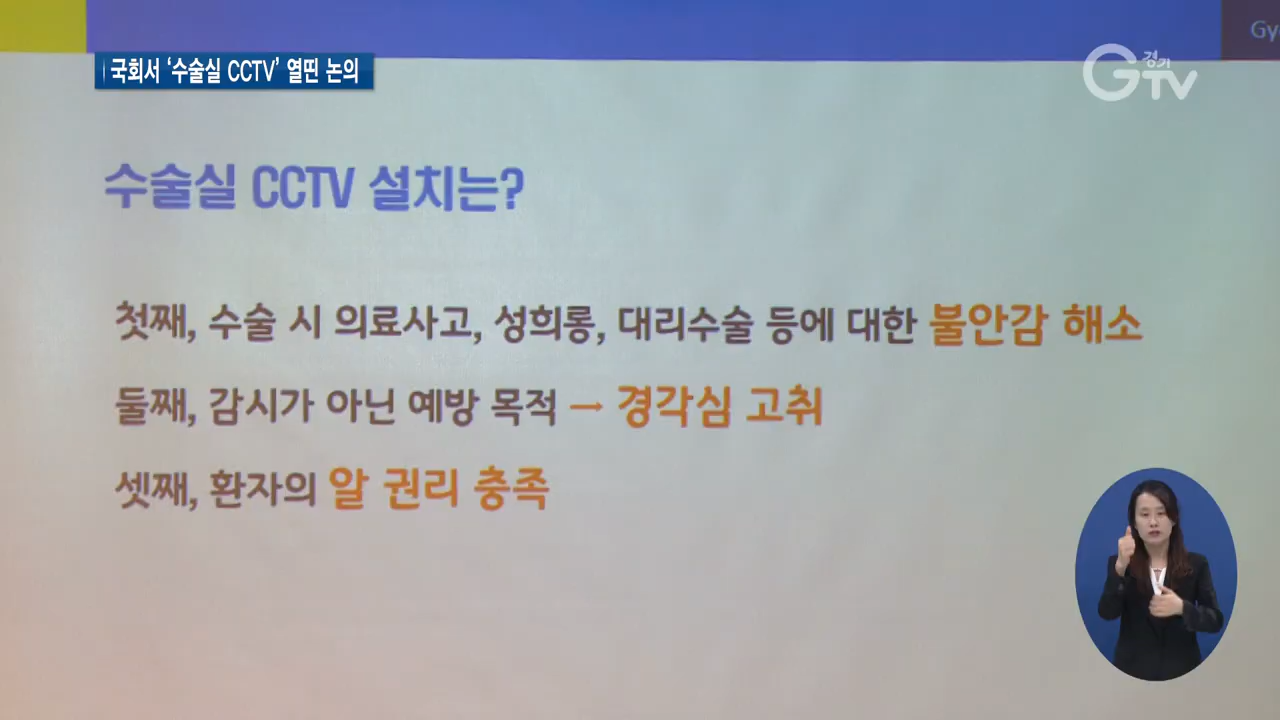 Gy
국회서 ‘수술실 CCTV’ 열띤 논의
경기
GTV
수술실 CCTV 설치는?
첫째, 수술 시 의료사고, 성희롱, 대리수술 등에 대한 불안감 해소
둘째, 감시가 아닌 예방 목적 → 경각심 고취
셋째, 환자의 알 권리 충족